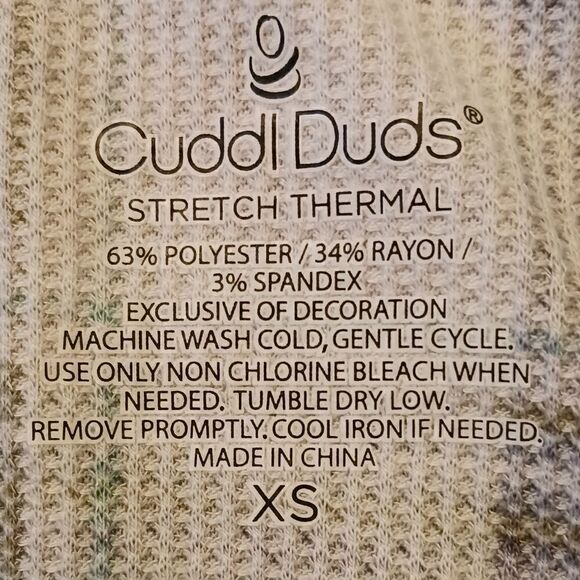 Cuddl Duds®
STRETCH THERMAL
63% POLYESTER / 34% RAYON /
3% SPANDEX
EXCLUSIVE OF DECORATION
MACHINE WASH COLD, GENTLE CYCLE.
USE ONLY NON CHLORINE BLEACH WHEN
NEEDED. TUMBLE DRY LOW.
REMOVE PROMPTLY. COOL IRON IF NEEDED.
MADE IN CHINA
XS